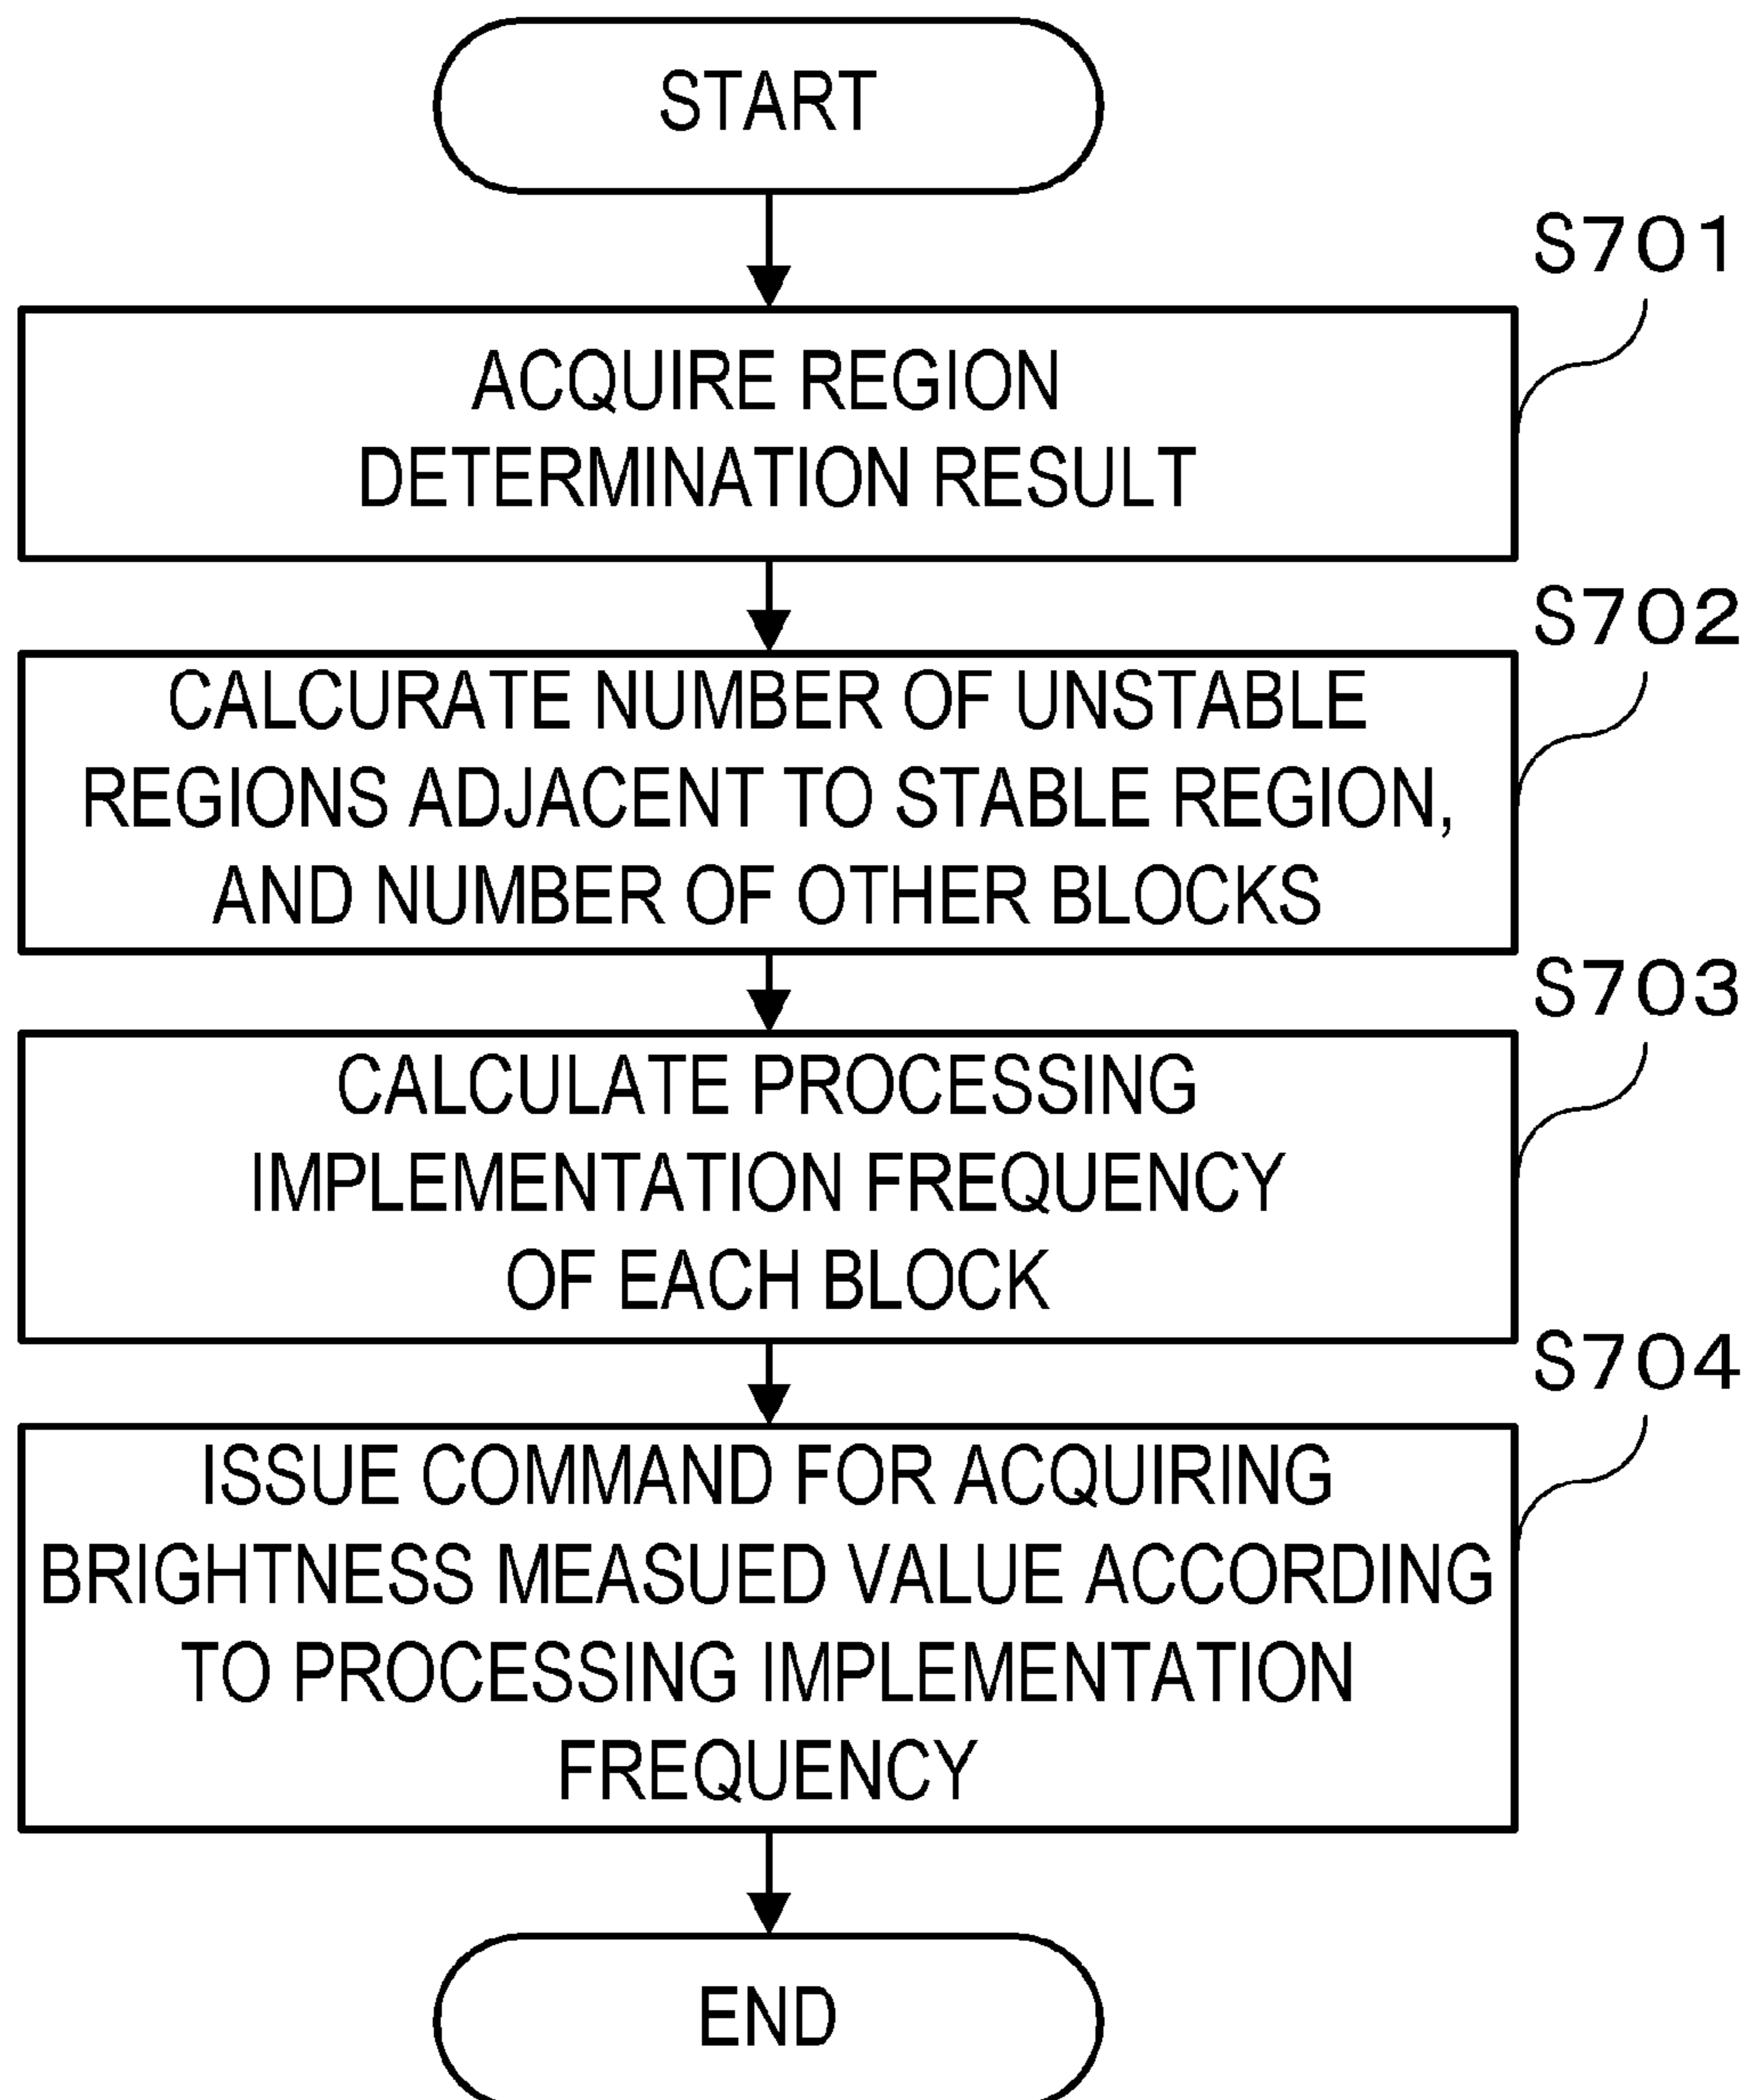 START
S701
ACQUIRE REGION
DETERMINATION RESULT
S702
CALCURATE NUMBER OF UNSTABLE
REGIONS ADJACENT TO STABLE REGION,
AND NUMBER OF OTHER BLOCKS
S703
CALCULATE PROCESSING
IMPLEMENTATION FREQUENCY
OF EACH BLOCK
S704
ISSUE COMMAND FOR ACQUIRING
BRIGHTNESS MEASUED VALUE ACCORDING
TO PROCESSING IMPLEMENTATION
FREQUENCY
END